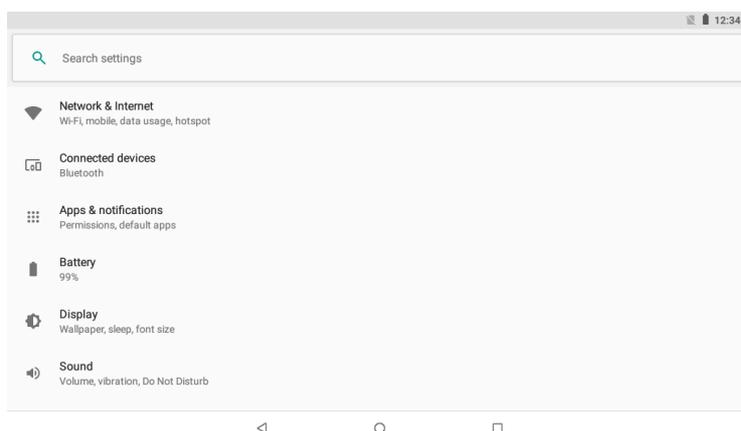 12:34
Search settings
Network & Internet
Wi-Fi, mobile, data usage, hotspot
Connected devices
Bluetooth
Apps & notifications
Permissions, default apps
Battery
99%
Display
Wallpaper, sleep, font size
Sound
Volume, vibration, Do Not Disturb